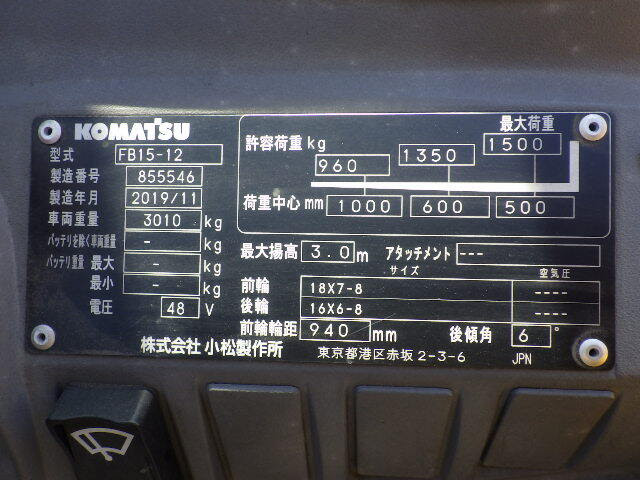 KOMATSU
型式 FB15-12
製造番号 855546
製造年月 2019/11
車両重量 3010 kg
バッテリを除く車両重量 - kg
バッテリ重量 最大 - kg
最小 - kg
電圧 48 V
最大荷重
許容荷重 kg 960 1350 1500
荷重中心 mm 1000 600 500
最大揚高 3.0 m アタッチメント ---
サイズ 空気圧
前輪 18X7-8 ----
後輪 16X6-8 ----
前輪輪距 940 mm 後傾角 6 °
株式会社 小松製作所 東京都港区赤坂 2-3-6 JPN